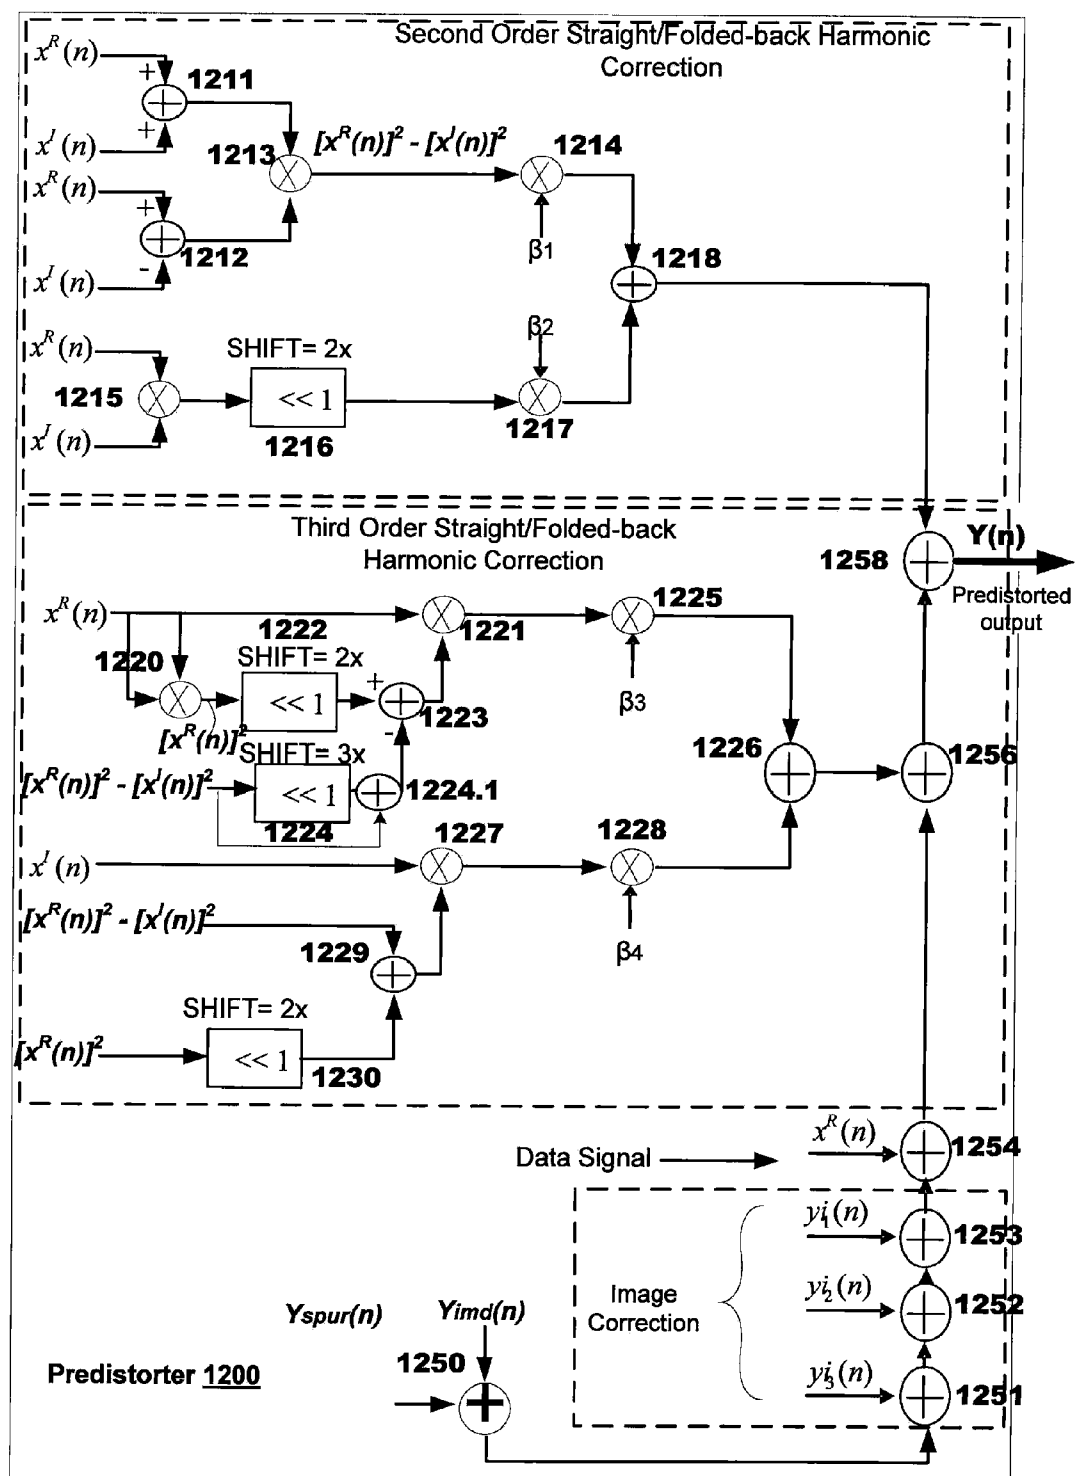 Second Order Straight/Folded-back Harmonic
Correction
x^R(n)
+
1211
+
x^I(n)
1213
[x^R(n)]^2 - [x^I(n)]^2
1214
x^R(n)
+
1212
-
x^I(n)
β1
1218
β2
x^R(n)
SHIFT= 2x
1215
<< 1
1217
x^I(n)
1216
Third Order Straight/Folded-back
Harmonic Correction
1258
Y(n)
Predistorted
output
x^R(n)
1222
1221
1225
1220
SHIFT= 2x
+
<< 1
1223
β3
[x^R(n)]^2
-
SHIFT= 3x
1226
1256
[x^R(n)]^2 - [x^I(n)]^2
<< 1
1224.1
1224
1227
1228
x^I(n)
[x^R(n)]^2 - [x^I(n)]^2
1229
β4
SHIFT= 2x
[x^R(n)]^2
<< 1
1230
x^R(n)
1254
Data Signal
yi_1(n)
1253
Image
Correction
yi_2(n)
1252
Yspur(n)
Yimd(n)
1250
yi_3(n)
1251
Predistorter 1200